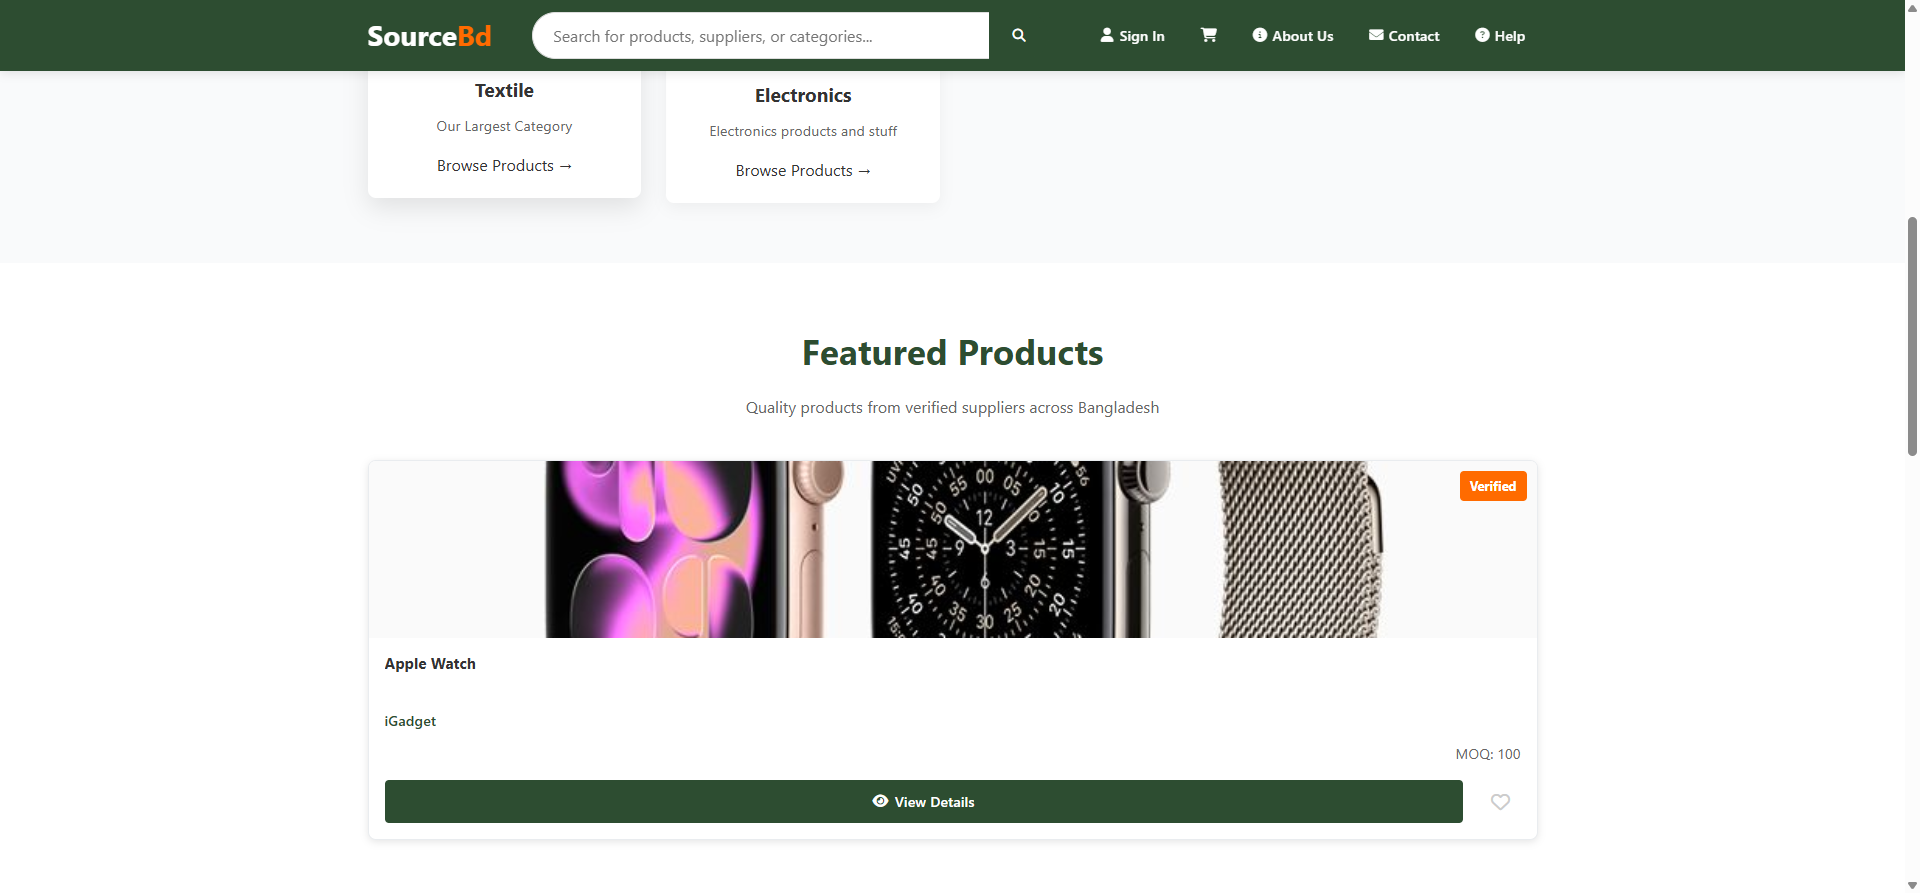 SourceBd
Search for products, suppliers, or categories...
Sign In
About Us
Contact
Help
Textile
Our Largest Category
Browse Products →
Electronics
Electronics products and stuff
Browse Products →
Featured Products
Quality products from verified suppliers across Bangladesh
Verified
Apple Watch
iGadget
MOQ: 100
View Details